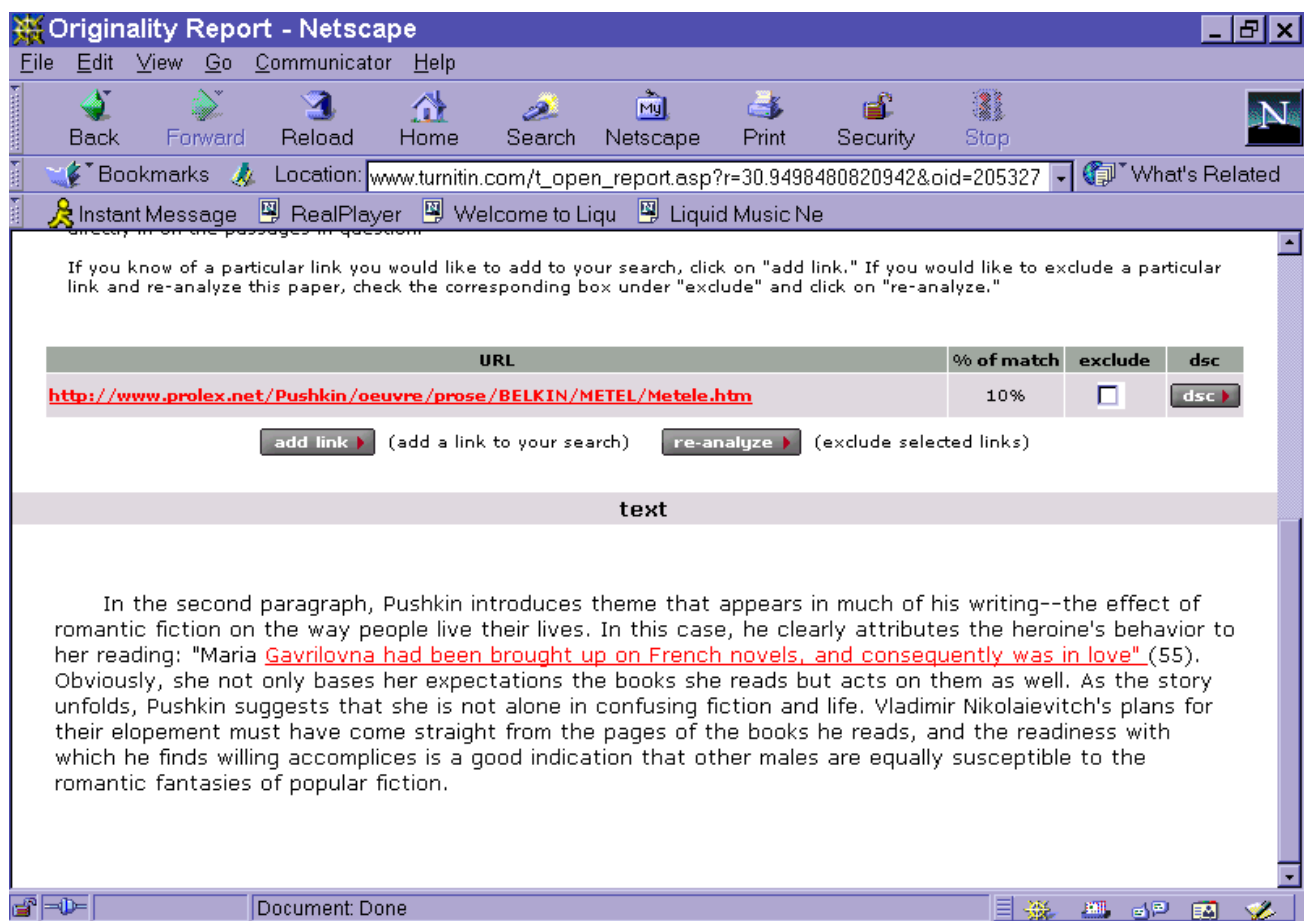 Originality Report - Netscape
File Edit View Go Communicator Help
Back Forward Reload Home Search Netscape Print Security Stop
My
N
Bookmarks Location: www.turnitin.com/t_open_report.asp?r=30.9498480820942&oid=205327 What's Related
Instant Message RealPlayer Welcome to Liqu Liquid Music Ne
directly in on the passages in question.
If you know of a particular link you would like to add to your search, click on "add link." If you would like to exclude a particular
link and re-analyze this paper, check the corresponding box under "exclude" and click on "re-analyze."
URL % of match exclude dsc
http://www.prolex.net/Pushkin/oeuvre/prose/BELKIN/METEL/Metele.htm 10% dsc
add link (add a link to your search) re-analyze (exclude selected links)
text
In the second paragraph, Pushkin introduces theme that appears in much of his writing--the effect of
romantic fiction on the way people live their lives. In this case, he clearly attributes the heroine's behavior to
her reading: "Maria Gavrilovna had been brought up on French novels, and consequently was in love" (55).
Obviously, she not only bases her expectations the books she reads but acts on them as well. As the story
unfolds, Pushkin suggests that she is not alone in confusing fiction and life. Vladimir Nikolaievitch's plans for
their elopement must have come straight from the pages of the books he reads, and the readiness with
which he finds willing accomplices is a good indication that other males are equally susceptible to the
romantic fantasies of popular fiction.
Document: Done